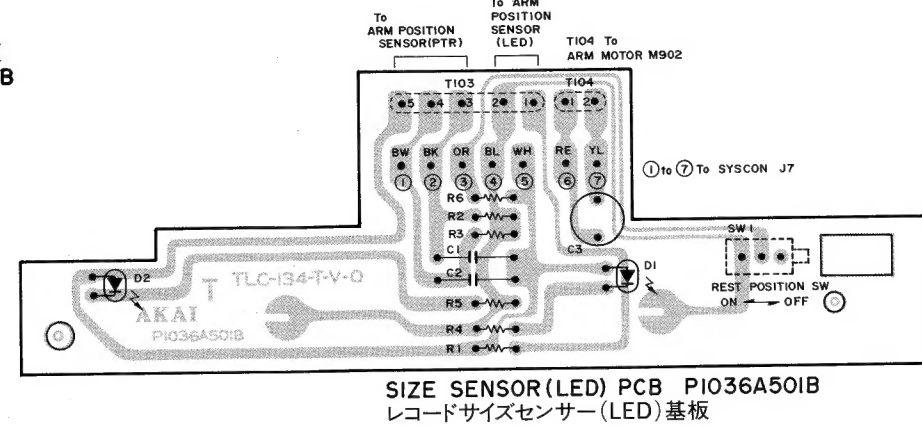 B
To
ARM POSITION
SENSOR(PTR)
To ARM
POSITION
SENSOR
(LED)
T104 To
ARM MOTOR M902
T103
T104
5 4 3 2 1
1 2
BW BK OR BL WH RE YL
① ② ③ ④ ⑤ ⑥ ⑦
① to ⑦ To SYSCON J7
R6
R2
R3
C1
C2
R5
R4
R1
C3
SW1
REST POSITION SW
ON OFF
D1
D2
T TLC-134-T-V-0
AKAI
P1036A501B
SIZE SENSOR (LED) PCB P1036A501B
レコードサイズセンサー(LED)基板